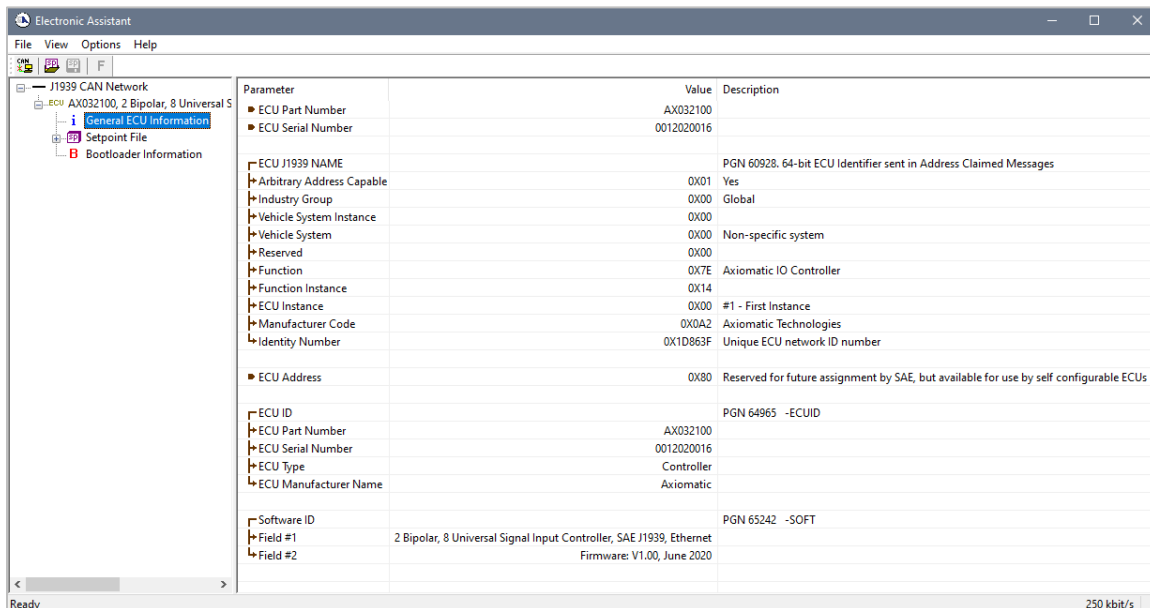 Electronic Assistant
File View Options Help
CAN SP SP F
J1939 CAN Network
ECU AX032100, 2 Bipolar, 8 Universal S
i General ECU Information
SP Setpoint File
B Bootloader Information
Parameter Value Description
ECU Part Number AX032100
ECU Serial Number 0012020016
ECU J1939 NAME PGN 60928. 64-bit ECU Identifier sent in Address Claimed Messages
Arbitrary Address Capable 0X01 Yes
Industry Group 0X00 Global
Vehicle System Instance 0X00
Vehicle System 0X00 Non-specific system
Reserved 0X00
Function 0X7E Axiomatic IO Controller
Function Instance 0X14
ECU Instance 0X00 #1 - First Instance
Manufacturer Code 0X0A2 Axiomatic Technologies
Identity Number 0X1D863F Unique ECU network ID number
ECU Address 0X80 Reserved for future assignment by SAE, but available for use by self configurable ECUs
ECU ID PGN 64965 -ECUID
ECU Part Number AX032100
ECU Serial Number 0012020016
ECU Type Controller
ECU Manufacturer Name Axiomatic
Software ID PGN 65242 -SOFT
Field #1 2 Bipolar, 8 Universal Signal Input Controller, SAE J1939, Ethernet
Field #2 Firmware: V1.00, June 2020
Ready 250 kbit/s